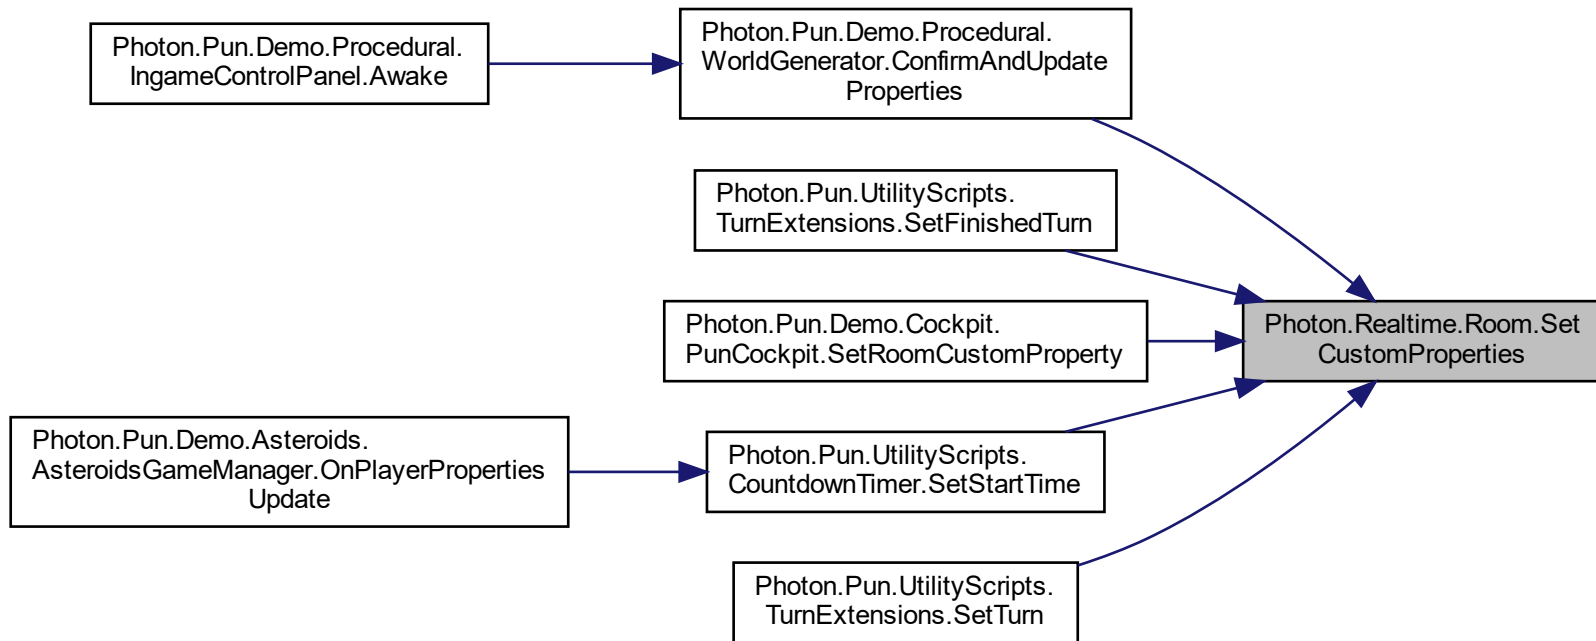 Photon.Pun.Demo.Procedural.
IngameControlPanel.Awake
Photon.Pun.Demo.Procedural.
WorldGenerator.ConfirmAndUpdate
Properties
Photon.Pun.UtilityScripts.
TurnExtensions.SetFinishedTurn
Photon.Pun.Demo.Cockpit.
PunCockpit.SetRoomCustomProperty
Photon.Realtime.Room.Set
CustomProperties
Photon.Pun.Demo.Asteroids.
AsteroidsGameManager.OnPlayerProperties
Update
Photon.Pun.UtilityScripts.
CountdownTimer.SetStartTime
Photon.Pun.UtilityScripts.
TurnExtensions.SetTurn